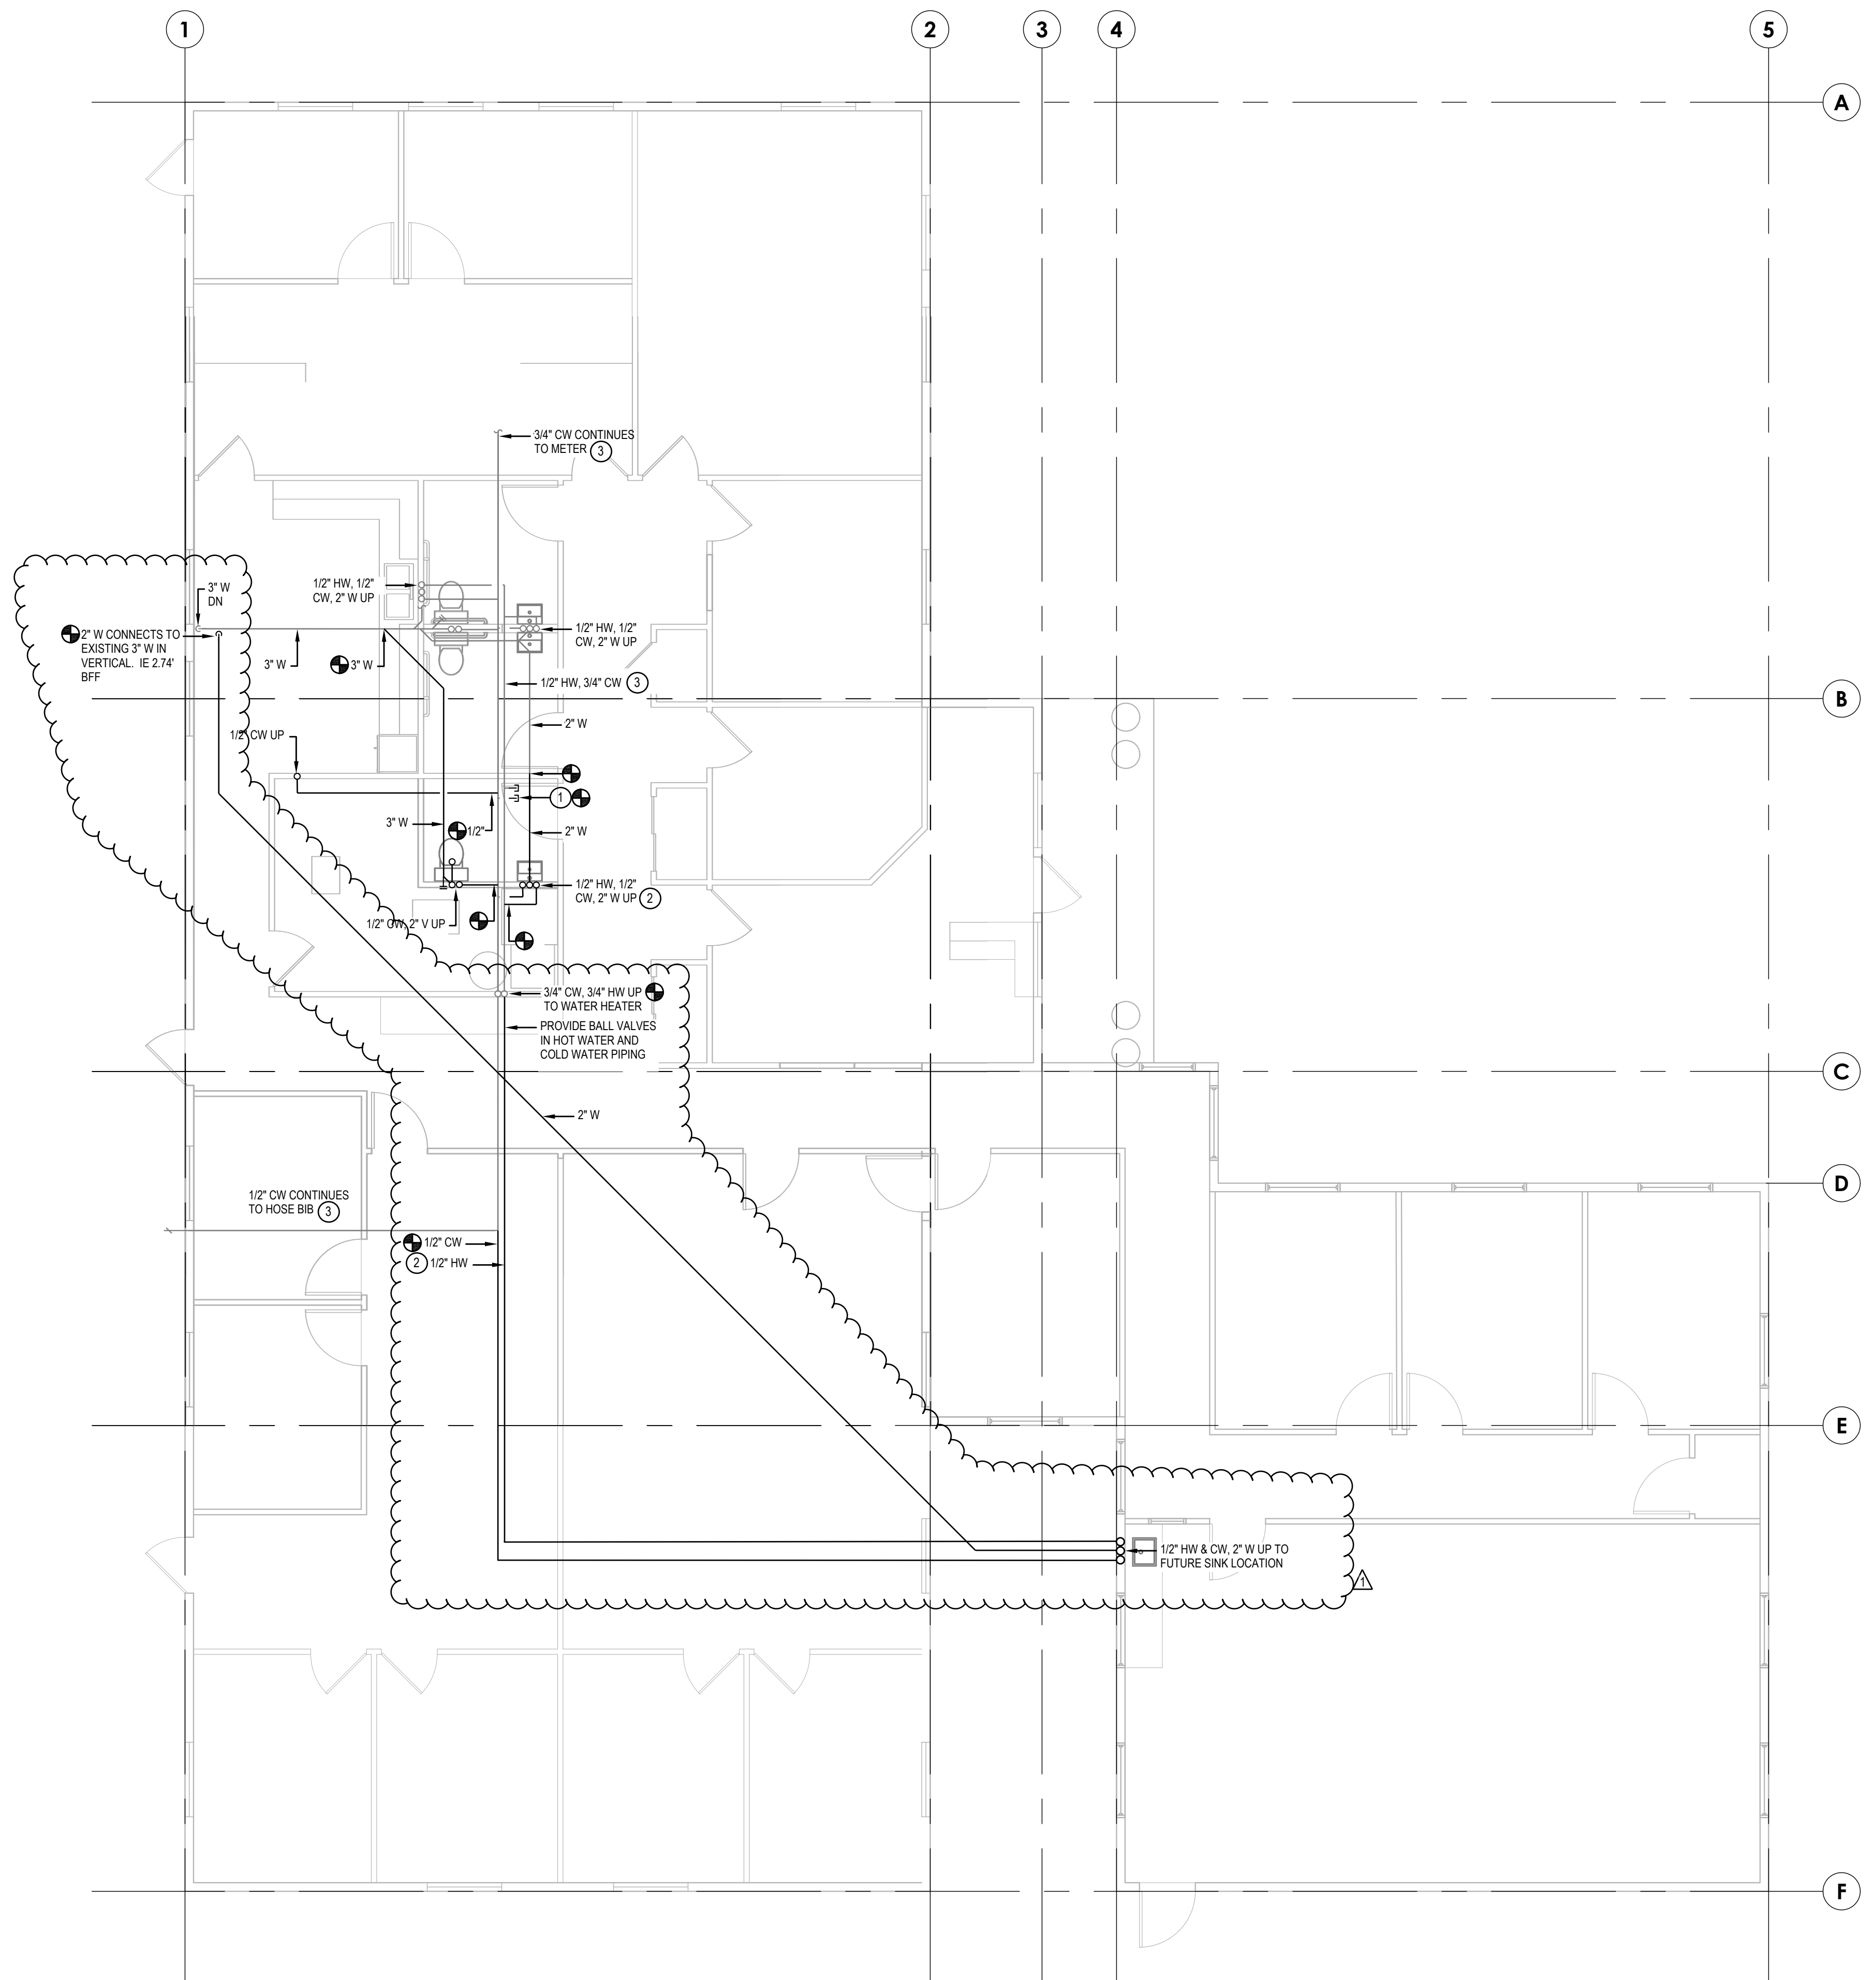 1
2
3
4
5
A
3/4" CW CONTINUES
TO METER 3
3" W
DN
1/2" HW, 1/2"
CW, 2" W UP
2" W CONNECTS TO
EXISTING 3" W IN
VERTICAL. IE 2.74'
BFF
3" W
3" W
1/2" HW, 1/2"
CW, 2" W UP
1/2" HW, 3/4" CW 3
B
2" W
1/2" CW UP
1
3" W
1/2"
2" W
1/2" HW, 1/2"
CW, 2" W UP 2
1/2" CW, 2" V UP
3/4" CW, 3/4" HW UP
TO WATER HEATER
PROVIDE BALL VALVES
IN HOT WATER AND
COLD WATER PIPING
C
2" W
D
1/2" CW CONTINUES
TO HOSE BIB 3
1/2" CW
2 1/2" HW
E
1/2" HW & CW, 2" W UP TO
FUTURE SINK LOCATION
1
F